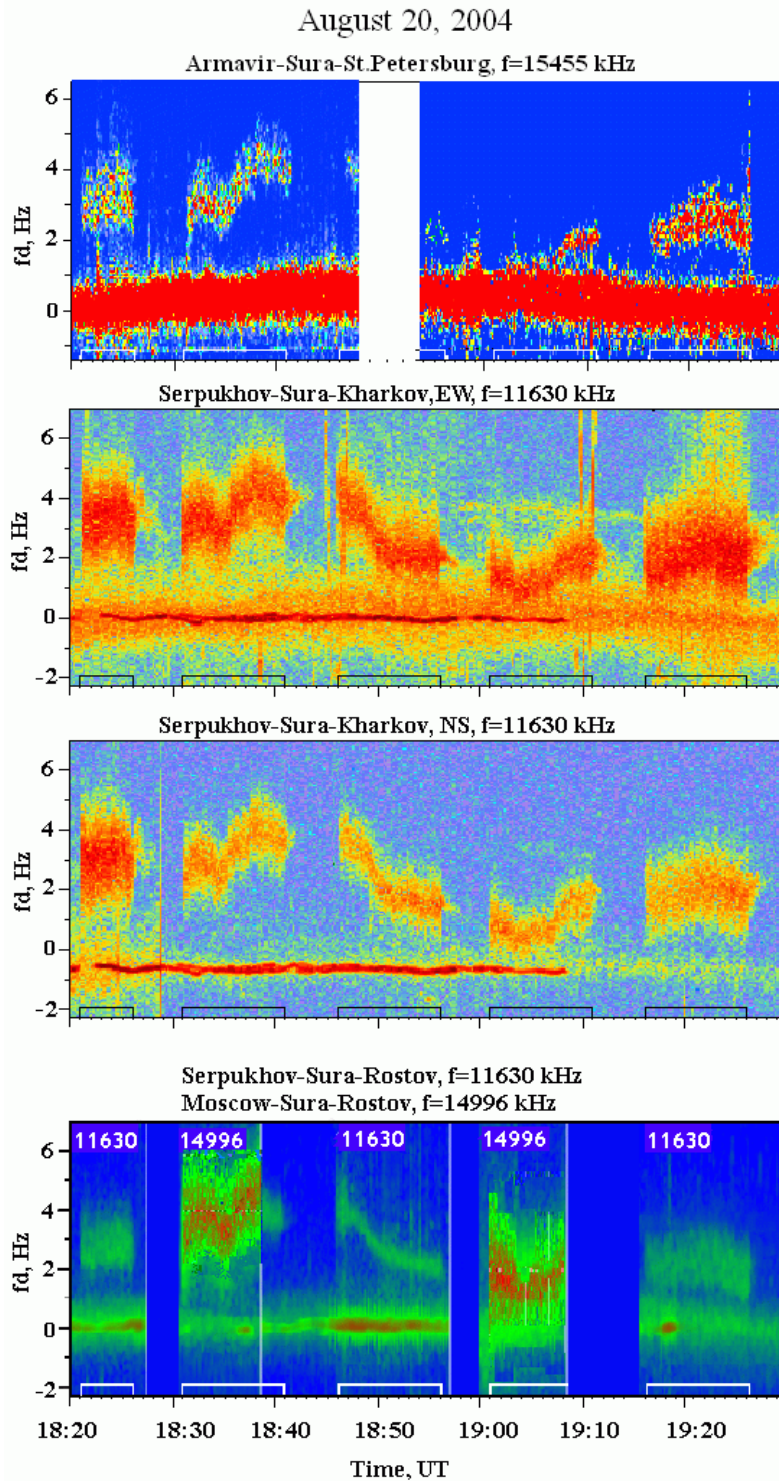 August 20, 2004
Armavir-Sura-St.Petersburg, f=15455 kHz
6
4
2
0
fd, Hz
Serpukhov-Sura-Kharkov,EW, f=11630 kHz
6
4
2
0
-2
fd, Hz
Serpukhov-Sura-Kharkov, NS, f=11630 kHz
6
4
2
0
-2
fd, Hz
Serpukhov-Sura-Rostov, f=11630 kHz
Moscow-Sura-Rostov, f=14996 kHz
11630 14996 11630 14996 11630
6
4
2
0
-2
fd, Hz
18:20 18:30 18:40 18:50 19:00 19:10 19:20
Time, UT